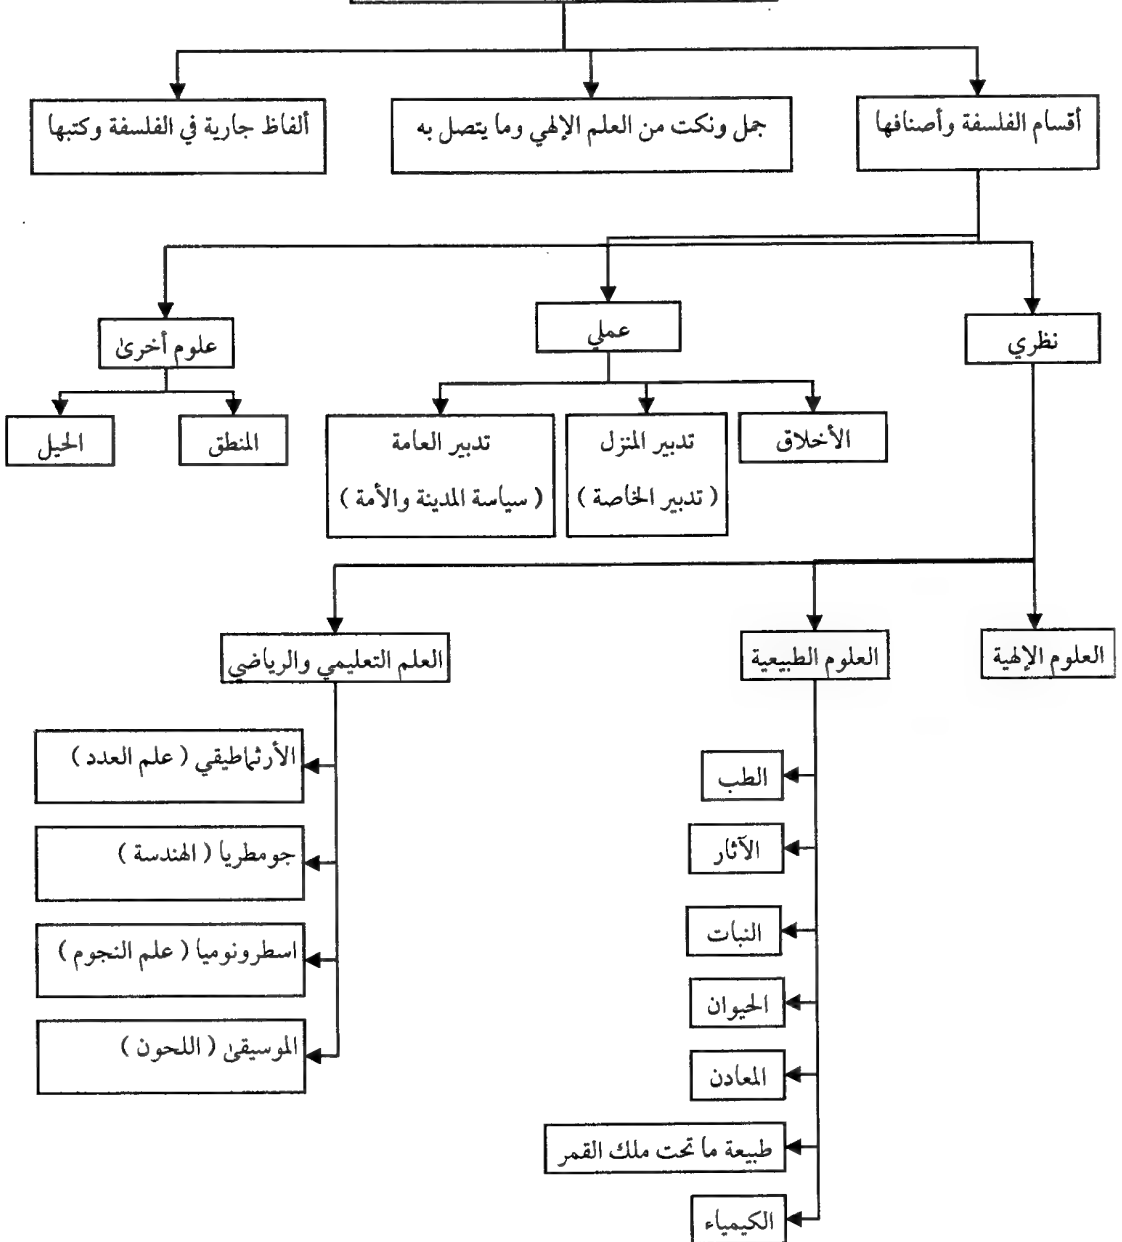 أقسام الفلسفة وأصنافها
جمل ونكت من العلم الإلهي وما يتصل به
ألفاظ جارية في الفلسفة وكتبها
نظري
عملي
علوم أخرىٰ
الأخلاق
تدبير المنزل
( تدبير الخاصة )
تدبير العامة
( سياسة المدينة والأمة )
المنطق
الحيل
العلوم الإلهية
العلوم الطبيعية
العلم التعليمي والرياضي
الطب
الآثار
النبات
الحيوان
المعادن
طبيعة ما تحت ملك القمر
الكيمياء
الأرثماطيقي ( علم العدد )
جومطريا ( الهندسة )
اسطرونوميا ( علم النجوم )
الموسيقىٰ ( اللحون )